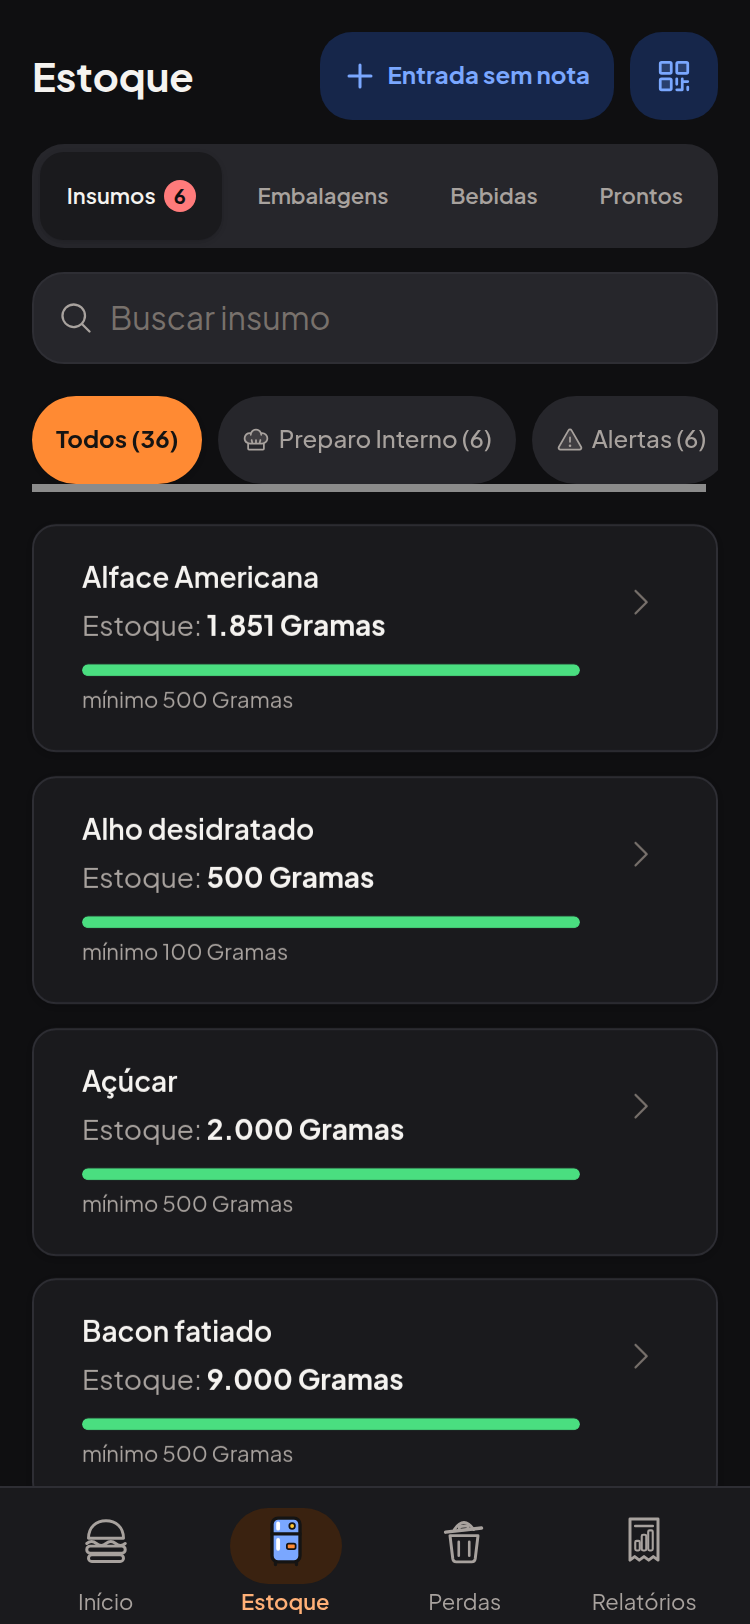 Estoque
Entrada sem nota
Insumos 6 Embalagens Bebidas Prontos
Buscar insumo
Todos (36) Preparo Interno (6) Alertas (6)
Alface Americana
Estoque: 1.851 Gramas
mínimo 500 Gramas
Alho desidratado
Estoque: 500 Gramas
mínimo 100 Gramas
Açúcar
Estoque: 2.000 Gramas
mínimo 500 Gramas
Bacon fatiado
Estoque: 9.000 Gramas
mínimo 500 Gramas
Início Estoque Perdas Relatórios